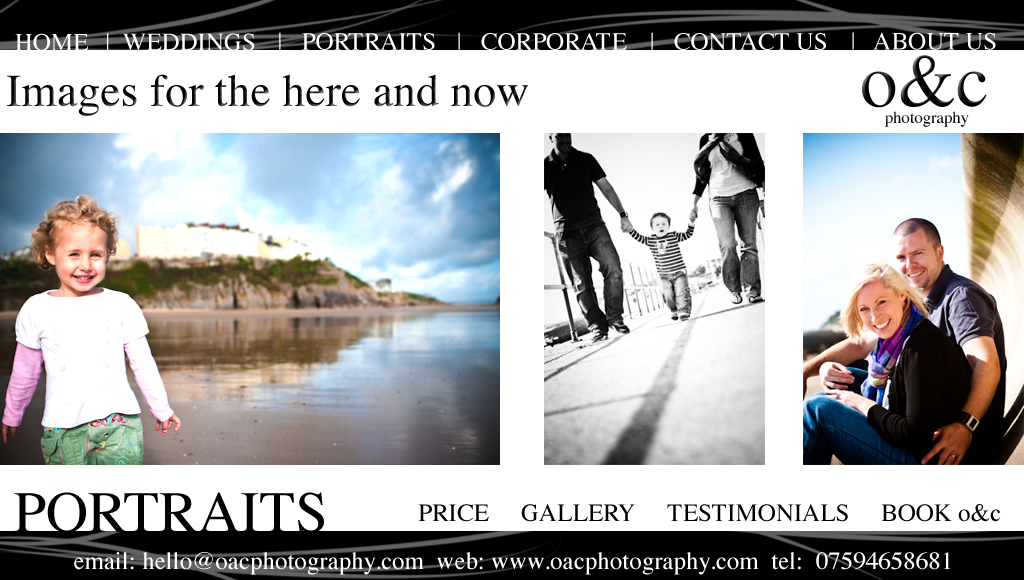 HOME | WEDDINGS | PORTRAITS | CORPORATE | CONTACT US | ABOUT US
Images for the here and now
o&c
photography
PORTRAITS
PRICE GALLERY TESTIMONIALS BOOK o&c
email: hello@oacphotography.com web: www.oacphotography.com tel: 07594658681